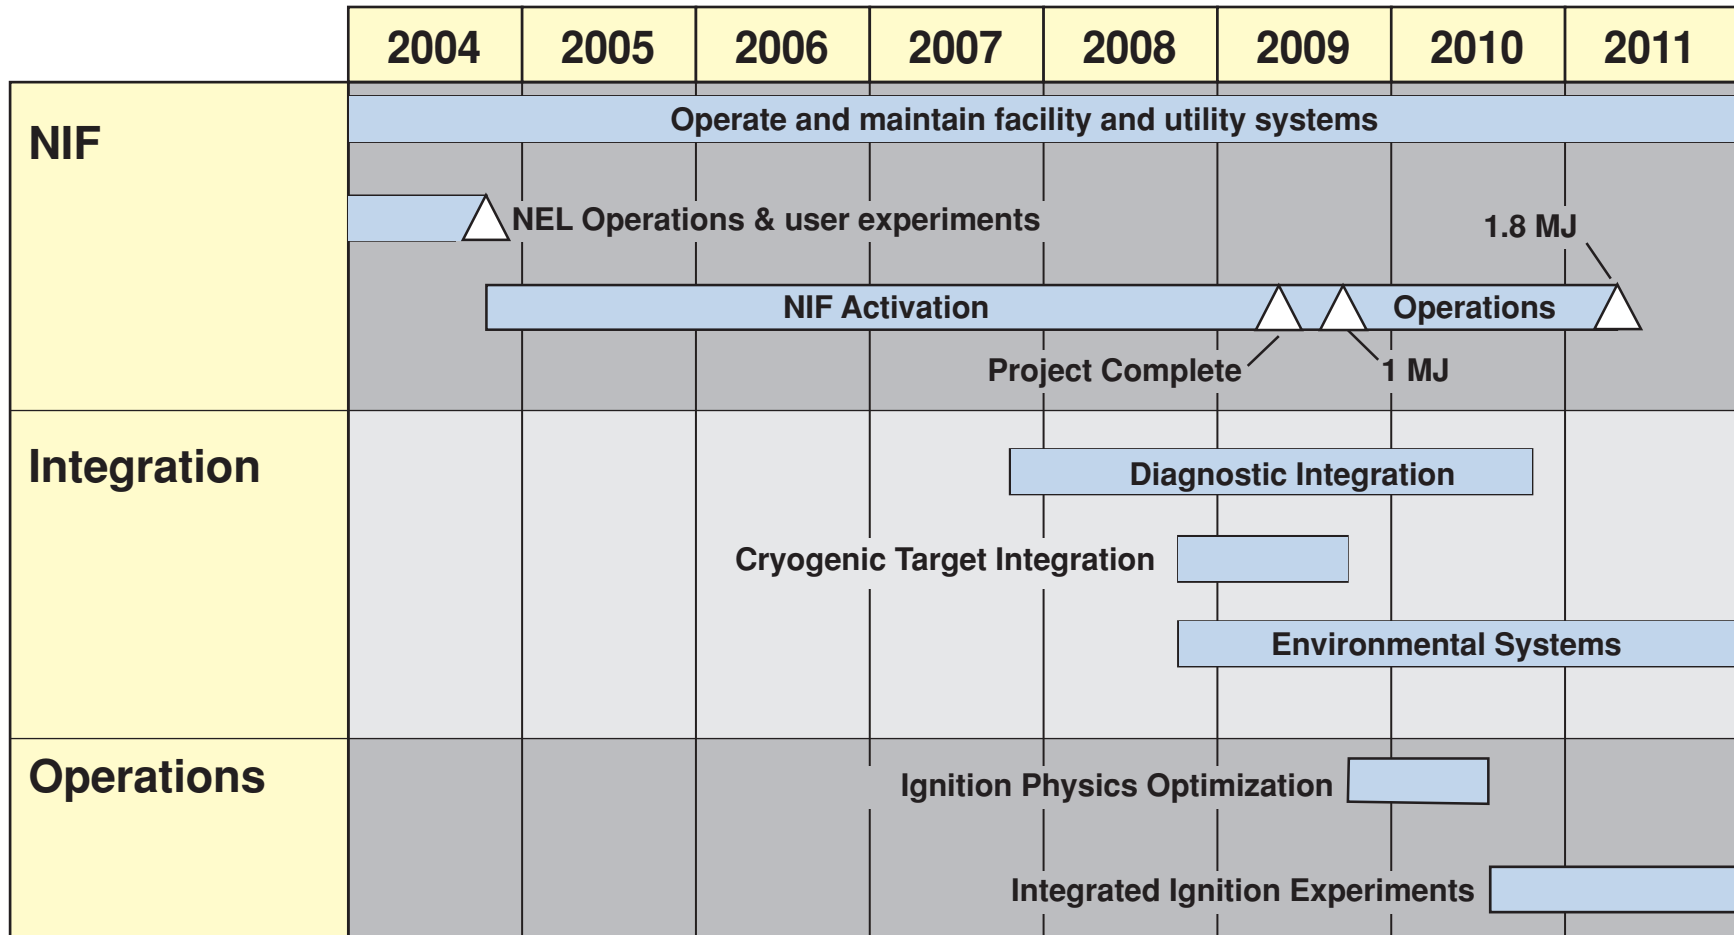 2004 2005 2006 2007 2008 2009 2010 2011
NIF
Operate and maintain facility and utility systems
NEL Operations & user experiments
1.8 MJ
NIF Activation
Operations
Project Complete
1 MJ
Integration
Diagnostic Integration
Cryogenic Target Integration
Environmental Systems
Operations
Ignition Physics Optimization
Integrated Ignition Experiments